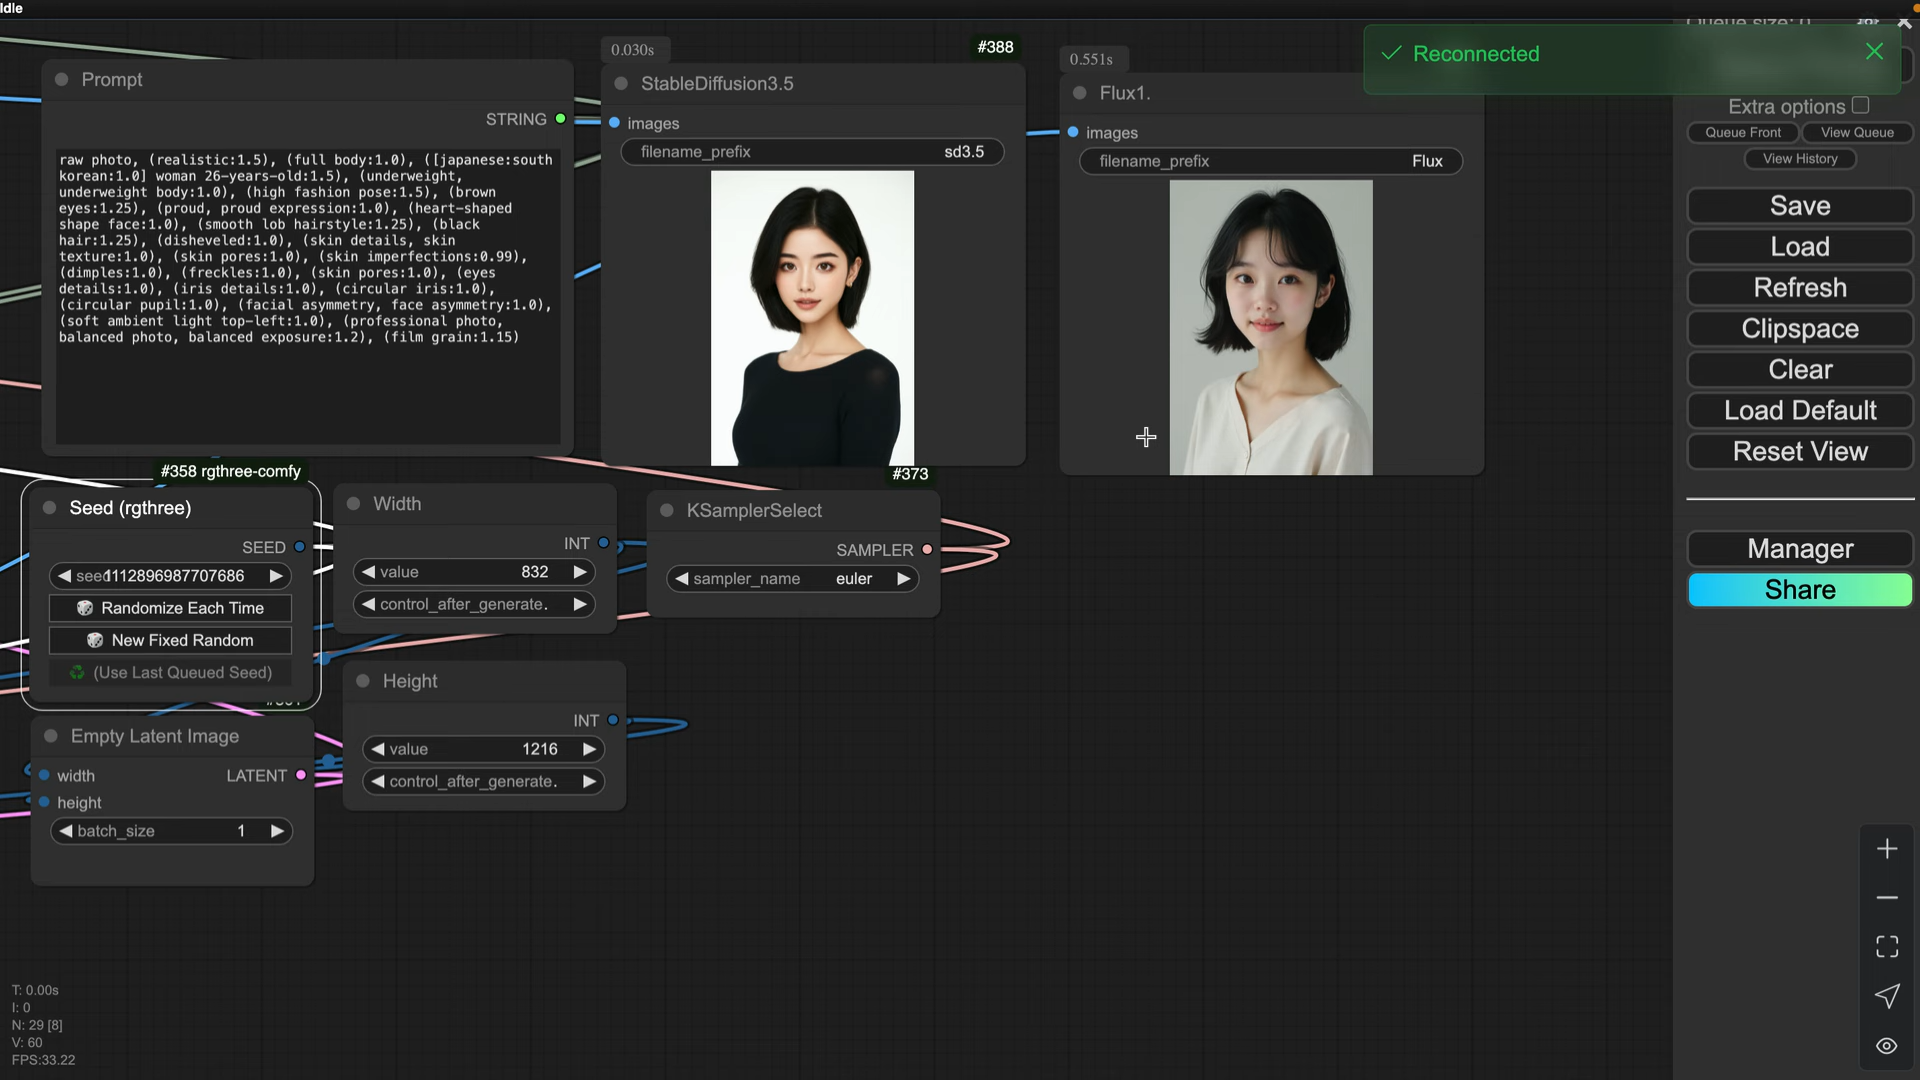 Idle
Queue size: 0
Reconnected
0.030s
#388
0.551s
Prompt
STRING
raw photo, (realistic:1.5), (full body:1.0), ([japanese:south
korean:1.0] woman 26-years-old:1.5), (underweight,
underweight body:1.0), (high fashion pose:1.5), (brown
eyes:1.25), (proud, proud expression:1.0), (heart-shaped
shape face:1.0), (smooth lob hairstyle:1.25), (black
hair:1.25), (disheveled:1.0), (skin details, skin
texture:1.0), (skin pores:1.0), (skin imperfections:0.99),
(dimples:1.0), (freckles:1.0), (skin pores:1.0), (eyes
details:1.0), (iris details:1.0), (circular iris:1.0),
(circular pupil:1.0), (facial asymmetry, face asymmetry:1.0),
(soft ambient light top-left:1.0), (professional photo,
balanced photo, balanced exposure:1.2), (film grain:1.15)
StableDiffusion3.5
images
filename_prefix sd3.5
Flux1.
images
filename_prefix Flux
Extra options
Queue Front View Queue
View History
Save
Load
Refresh
Clipspace
Clear
Load Default
Reset View
Manager
Share
#358 rgthree-comfy
Seed (rgthree)
SEED
seed 1112896987707686
Randomize Each Time
New Fixed Random
(Use Last Queued Seed)
Width
INT
value 832
control_after_generate.
#373
KSamplerSelect
SAMPLER
sampler_name euler
Height
INT
value 1216
control_after_generate.
Empty Latent Image
width LATENT
height
batch_size 1
T: 0.00s
I: 0
N: 29 [8]
V: 60
FPS:33.22